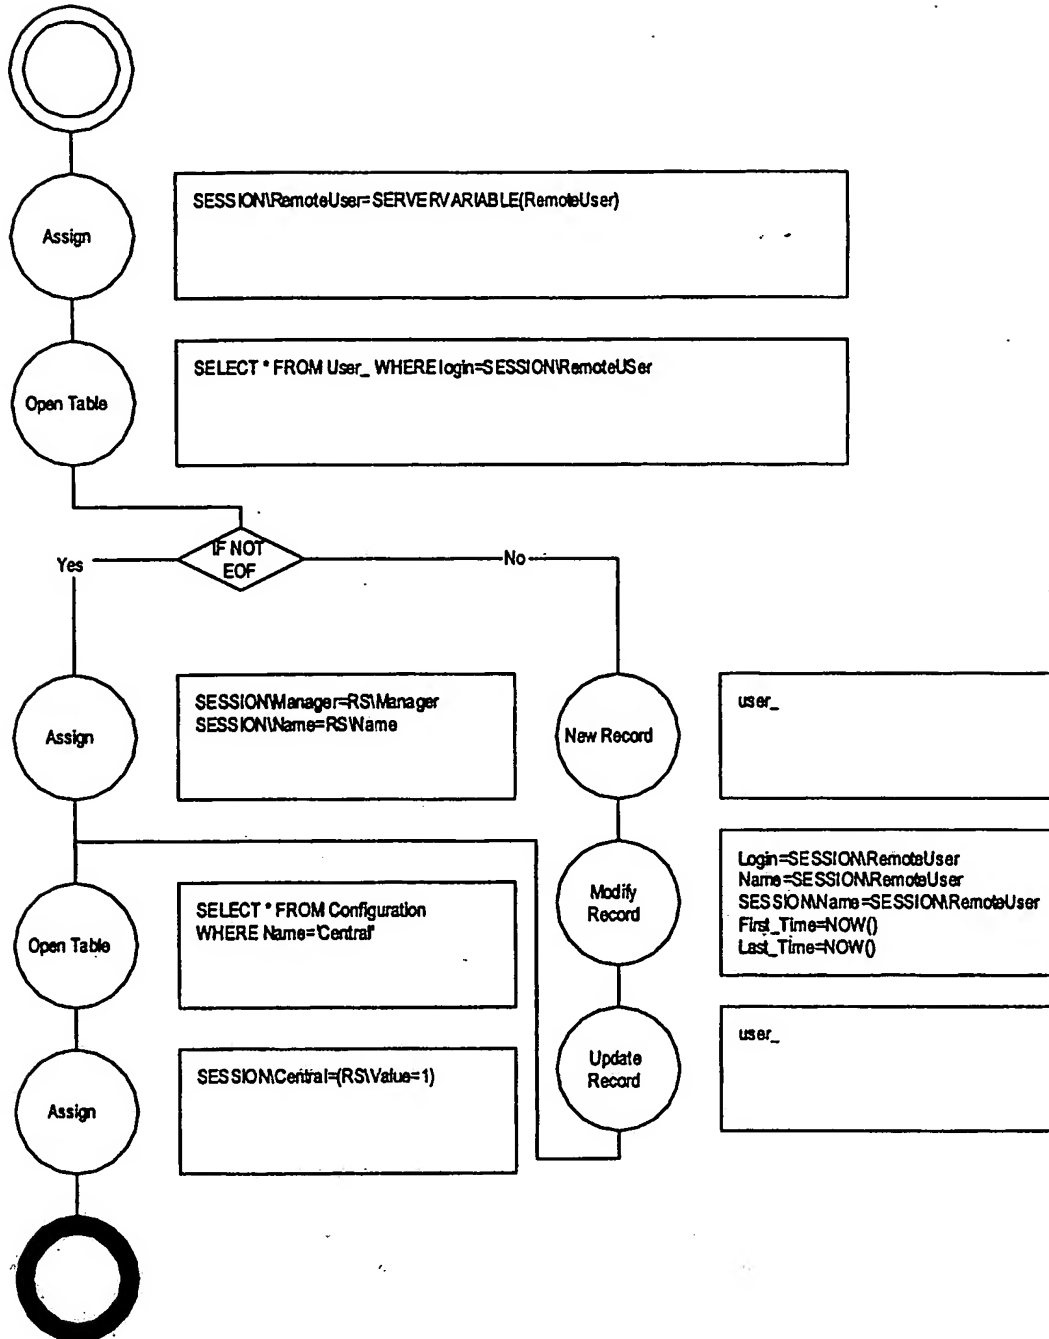 Assign
SESSION\RemoteUser=SERVERVARIABLE(RemoteUser)
Open Table
SELECT * FROM User_ WHERE login=SESSION\RemoteUSer
IF NOT
EOF
Yes
No
Assign
SESSION\Manager=RS\Manager
SESSION\Name=RS\Name
New Record
user_
Modify
Record
Login=SESSION\RemoteUser
Name=SESSION\RemoteUser
SESSION\Name=SESSION\RemoteUser
First_Time=NOW()
Last_Time=NOW()
Open Table
SELECT * FROM Configuration
WHERE Name='Central'
Update
Record
user_
Assign
SESSION\Central=(RS\Value=1)